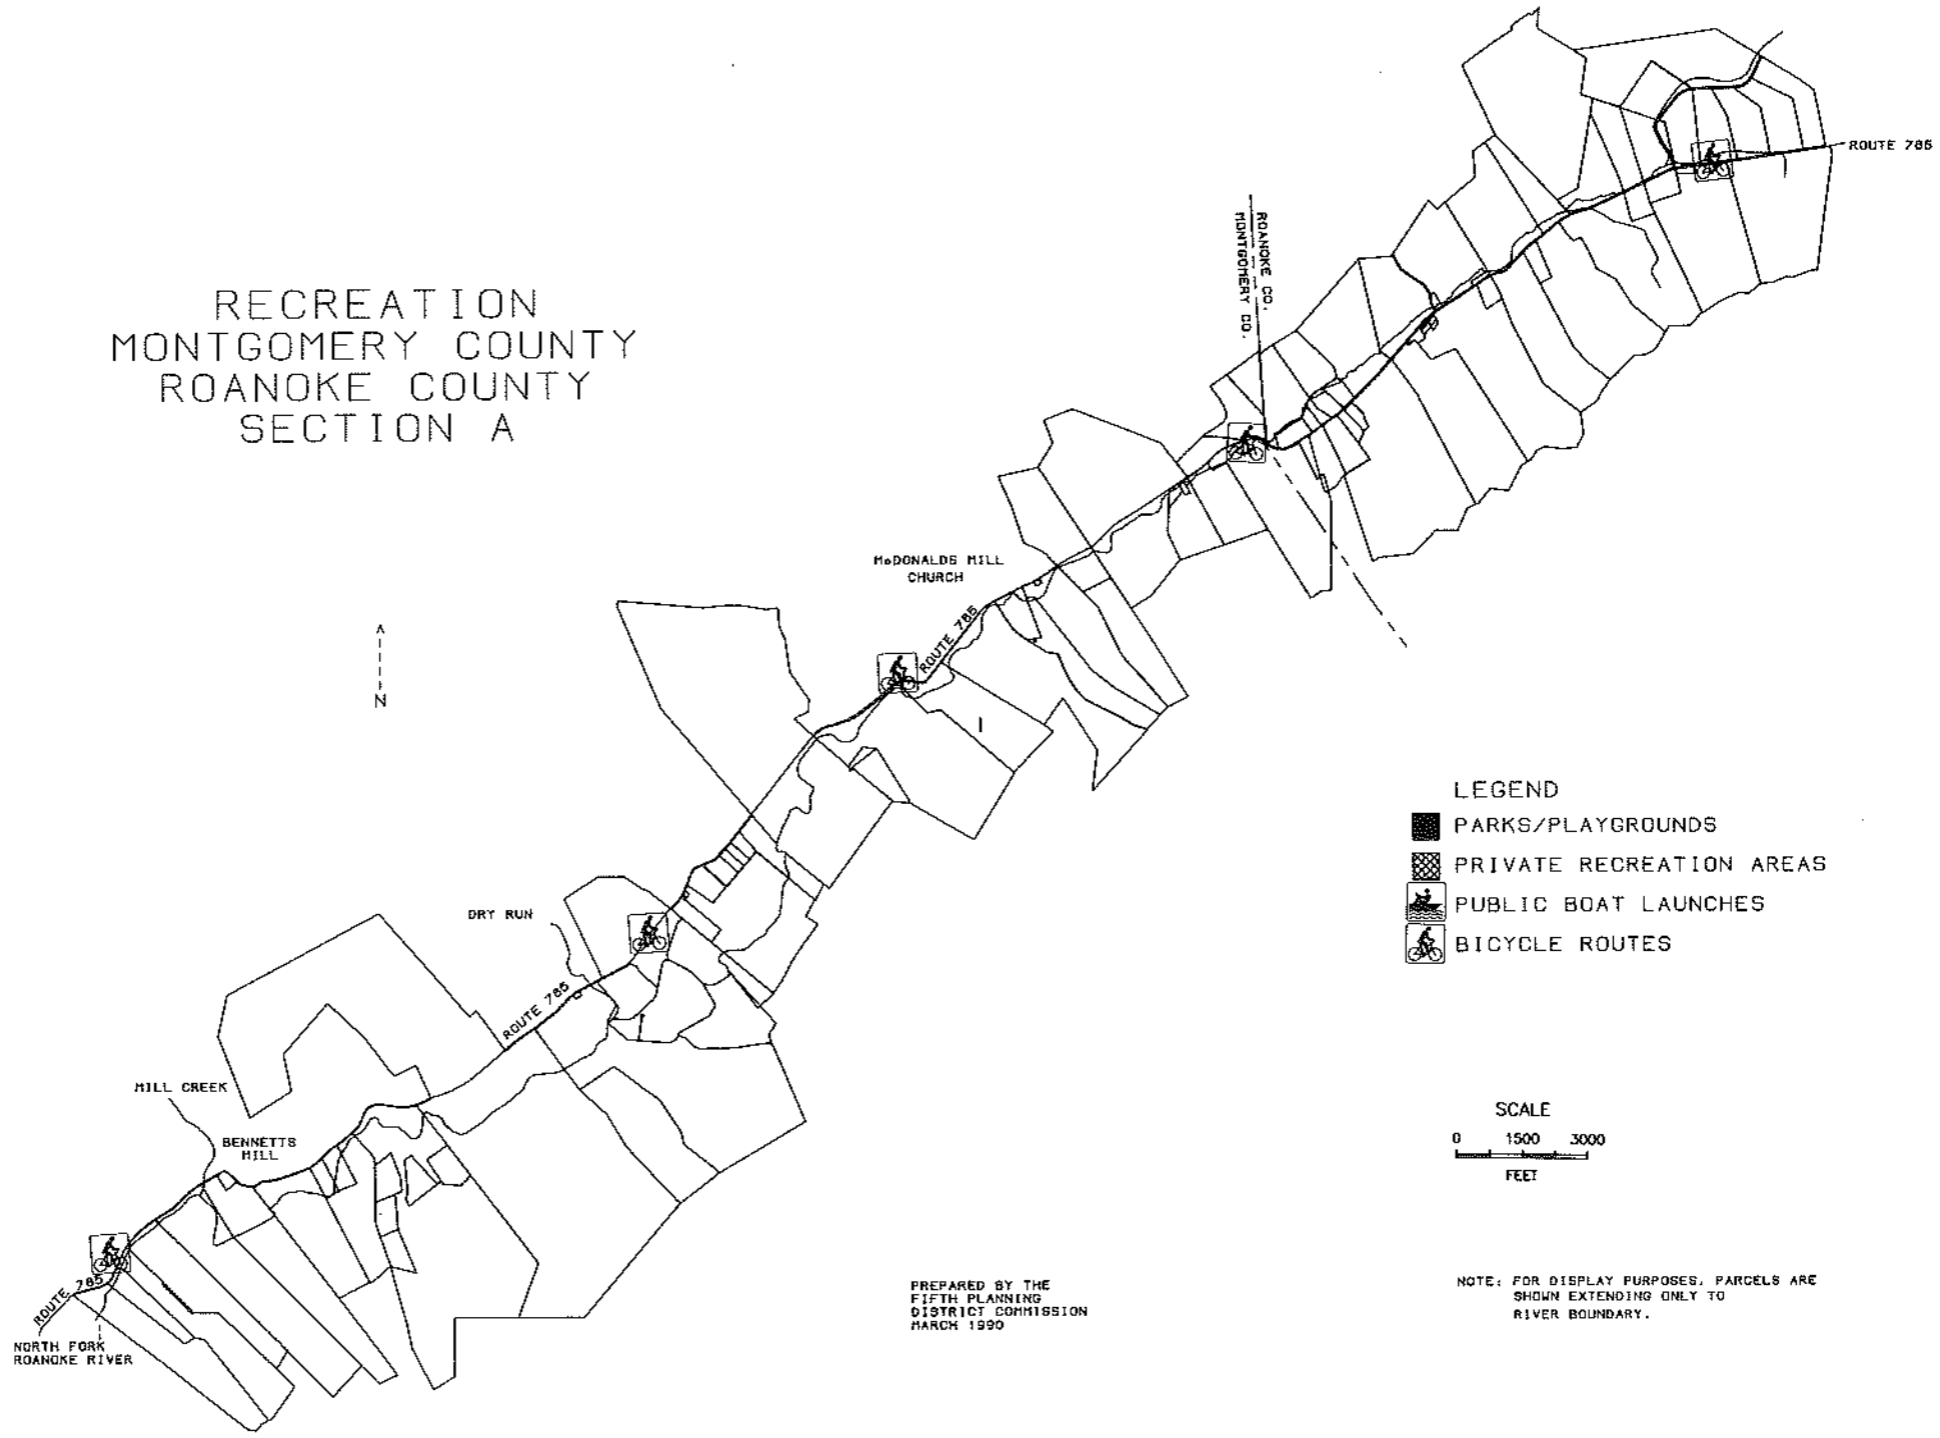 RECREATION
MONTGOMERY COUNTY
ROANOKE COUNTY
SECTION A
ROUTE 785
ROANOKE CO.
MONTGOMERY CO.
McDONALDS MILL
CHURCH
ROUTE 785
N
DRY RUN
ROUTE 785
MILL CREEK
BENNETTS
MILL
ROUTE 785
NORTH FORK
ROANOKE RIVER
LEGEND
PARKS/PLAYGROUNDS
PRIVATE RECREATION AREAS
PUBLIC BOAT LAUNCHES
BICYCLE ROUTES
SCALE
0 1500 3000
FEET
PREPARED BY THE
FIFTH PLANNING
DISTRICT COMMISSION
MARCH 1990
NOTE: FOR DISPLAY PURPOSES, PARCELS ARE
SHOWN EXTENDING ONLY TO
RIVER BOUNDARY.